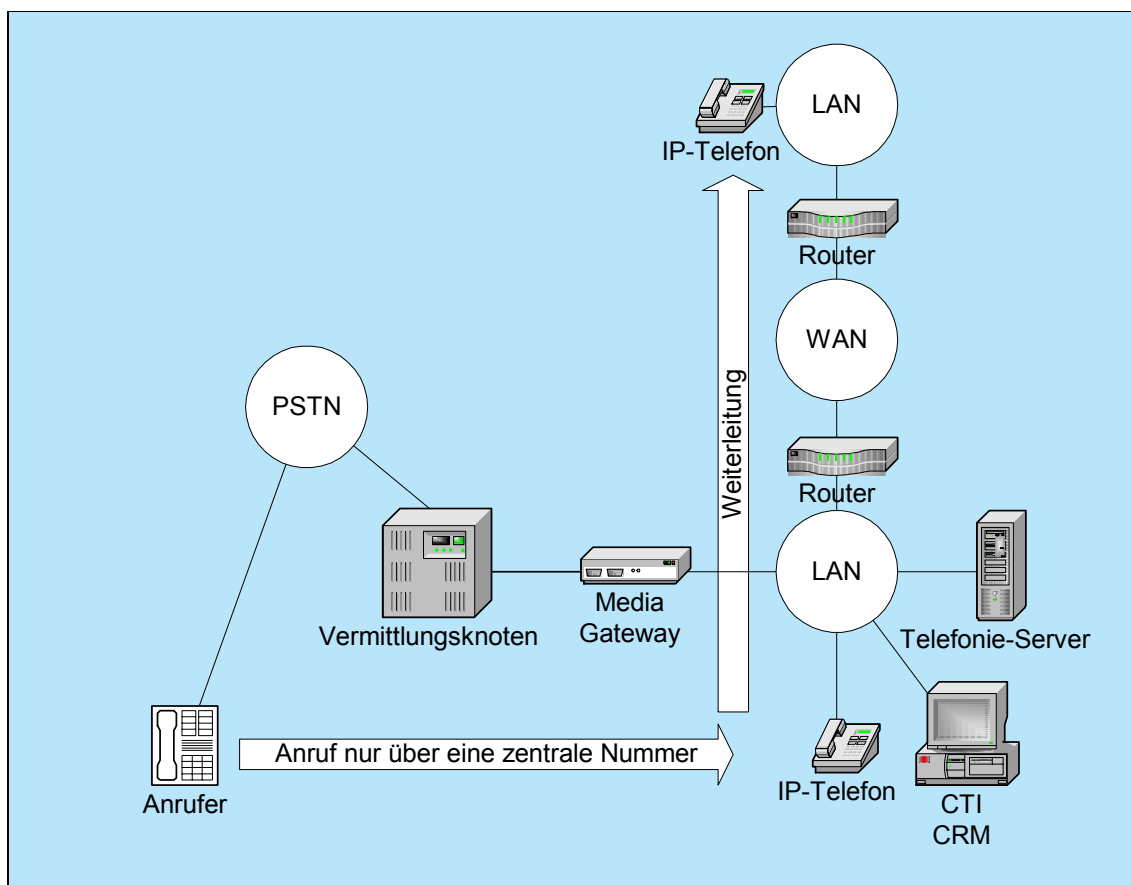 LAN
IP-Telefon
Router
WAN
PSTN
Weiterleitung
Router
LAN
Vermittlungsknoten
Media
Gateway
Telefonie-Server
Anruf nur über eine zentrale Nummer
Anrufer
IP-Telefon
CTI
CRM